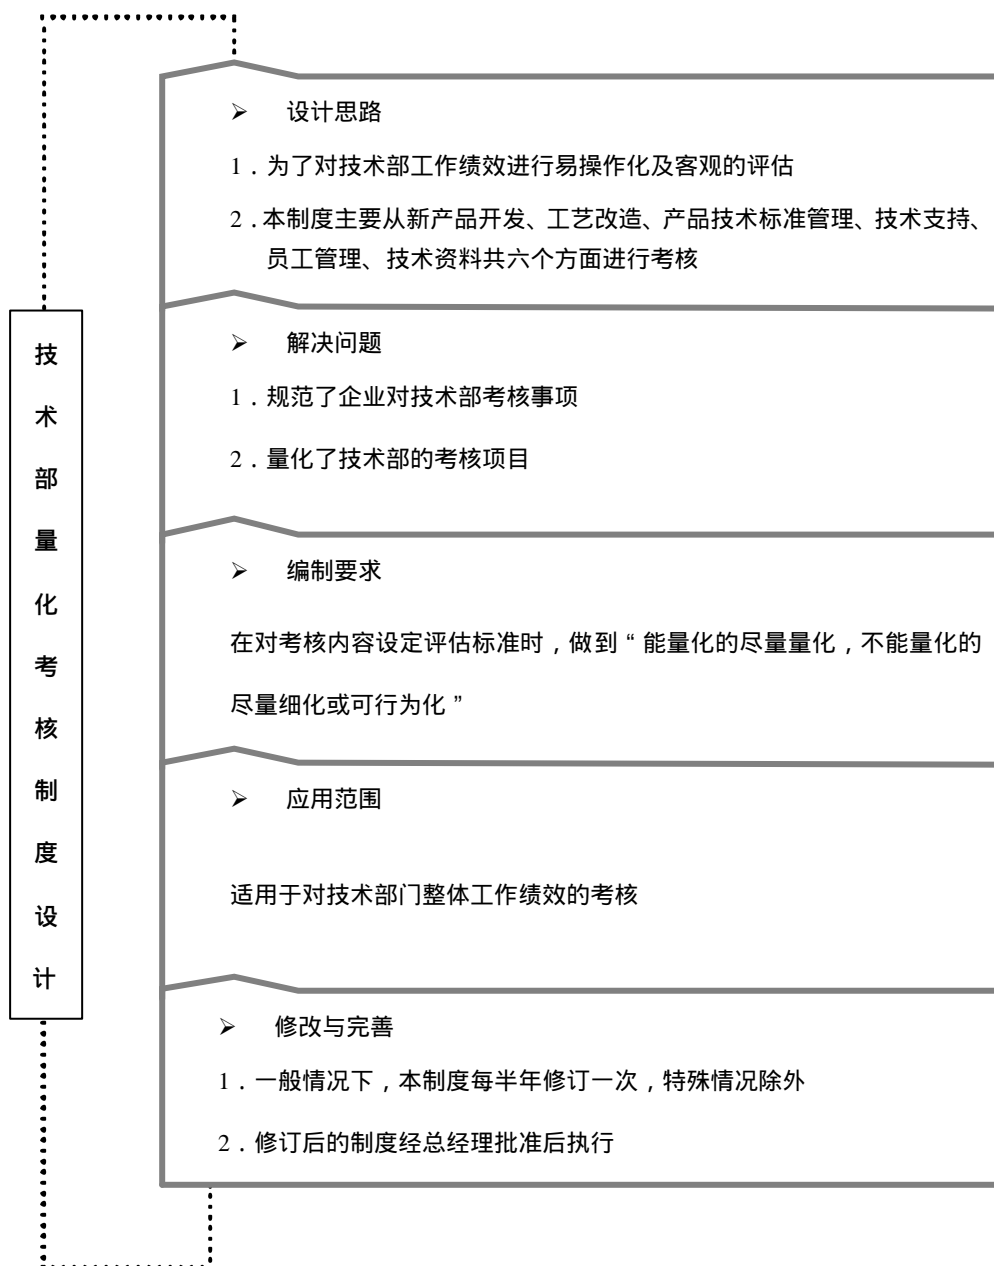 技术部量化考核制度设计
➢ 设计思路
1．为了对技术部工作绩效进行易操作化及客观的评估
2．本制度主要从新产品开发、工艺改造、产品技术标准管理、技术支持、
员工管理、技术资料共六个方面进行考核
➢ 解决问题
1．规范了企业对技术部考核事项
2．量化了技术部的考核项目
➢ 编制要求
在对考核内容设定评估标准时，做到“能量化的尽量量化，不能量化的
尽量细化或可行为化”
➢ 应用范围
适用于对技术部门整体工作绩效的考核
➢ 修改与完善
1．一般情况下，本制度每半年修订一次，特殊情况除外
2．修订后的制度经总经理批准后执行